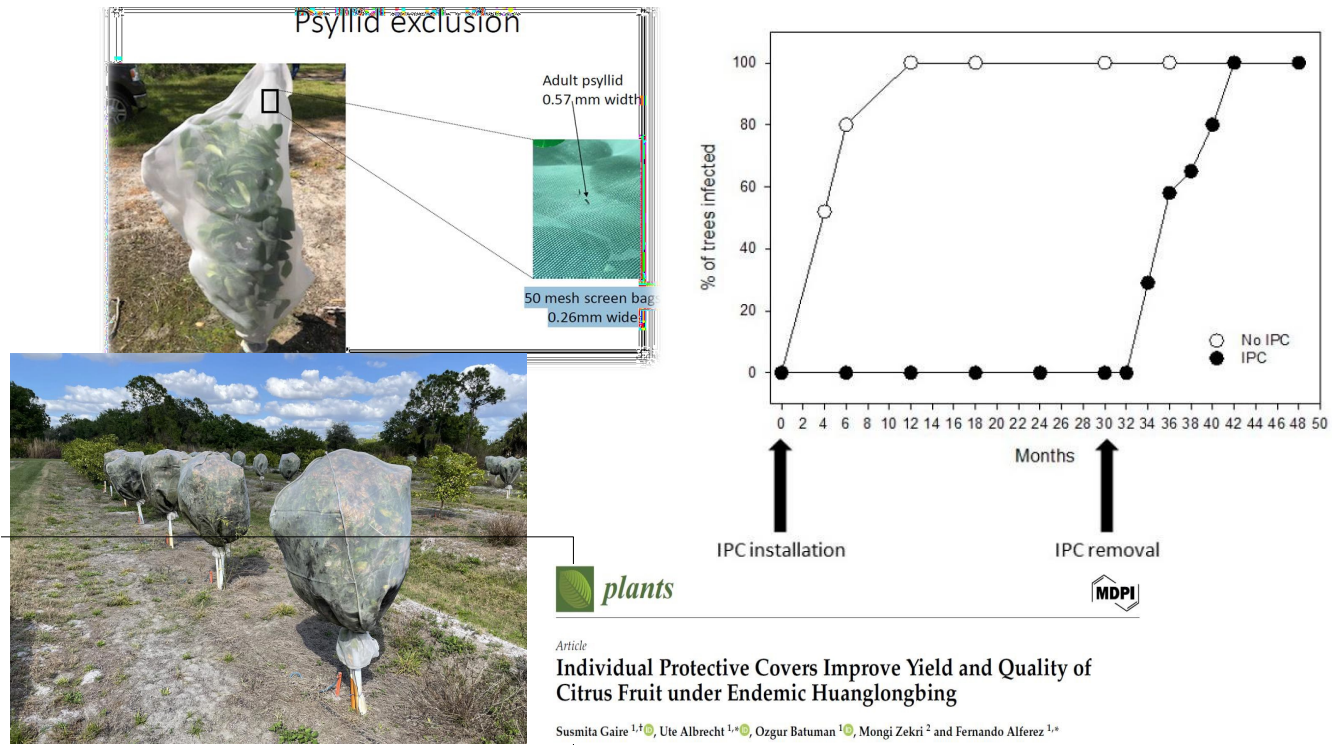 Psyllid exclusion
Adult psyllid
0.57 mm width
50 mesh screen bags
0.26mm wide
% of trees infected
100
80
60
40
20
0
No IPC
IPC
0 2 4 6 8 10 12 14 16 18 20 22 24 26 28 30 32 34 36 38 40 42 44 46 48 50
Months
IPC installation
IPC removal
plants
MDPI
Article
Individual Protective Covers Improve Yield and Quality of
Citrus Fruit under Endemic Huanglongbing
Susmita Gaire 1,†, Ute Albrecht 1,*, Ozgur Batuman 1, Mongi Zekri 2 and Fernando Alferez 1,*